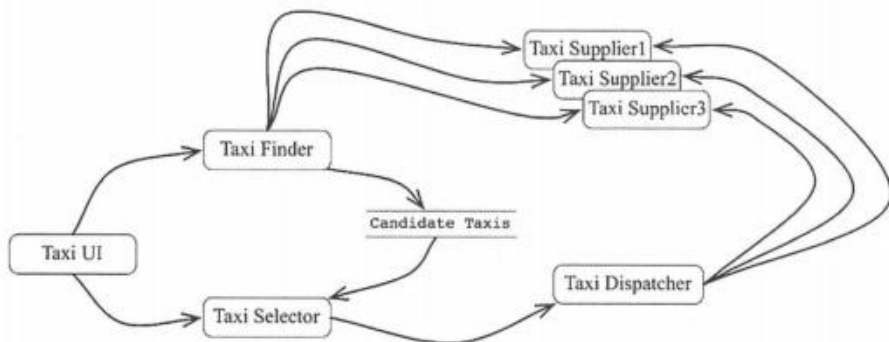 Taxi Supplier1
Taxi Supplier2
Taxi Supplier3
Taxi Finder
Candidate Taxis
Taxi UI
Taxi Dispatcher
Taxi Selector